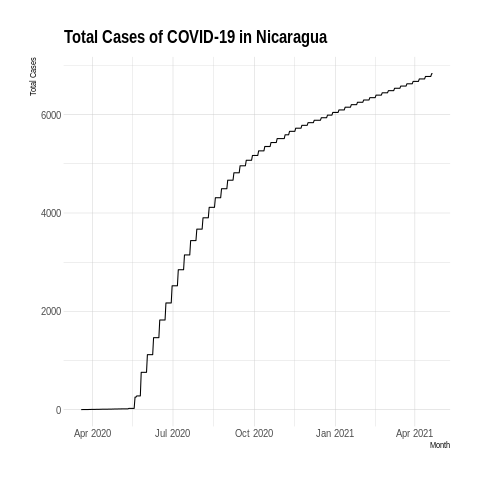 Total Cases of COVID-19 in Nicaragua
Total Cases
6000
4000
2000
0
Apr 2020 Jul 2020 Oct 2020 Jan 2021 Apr 2021
Month